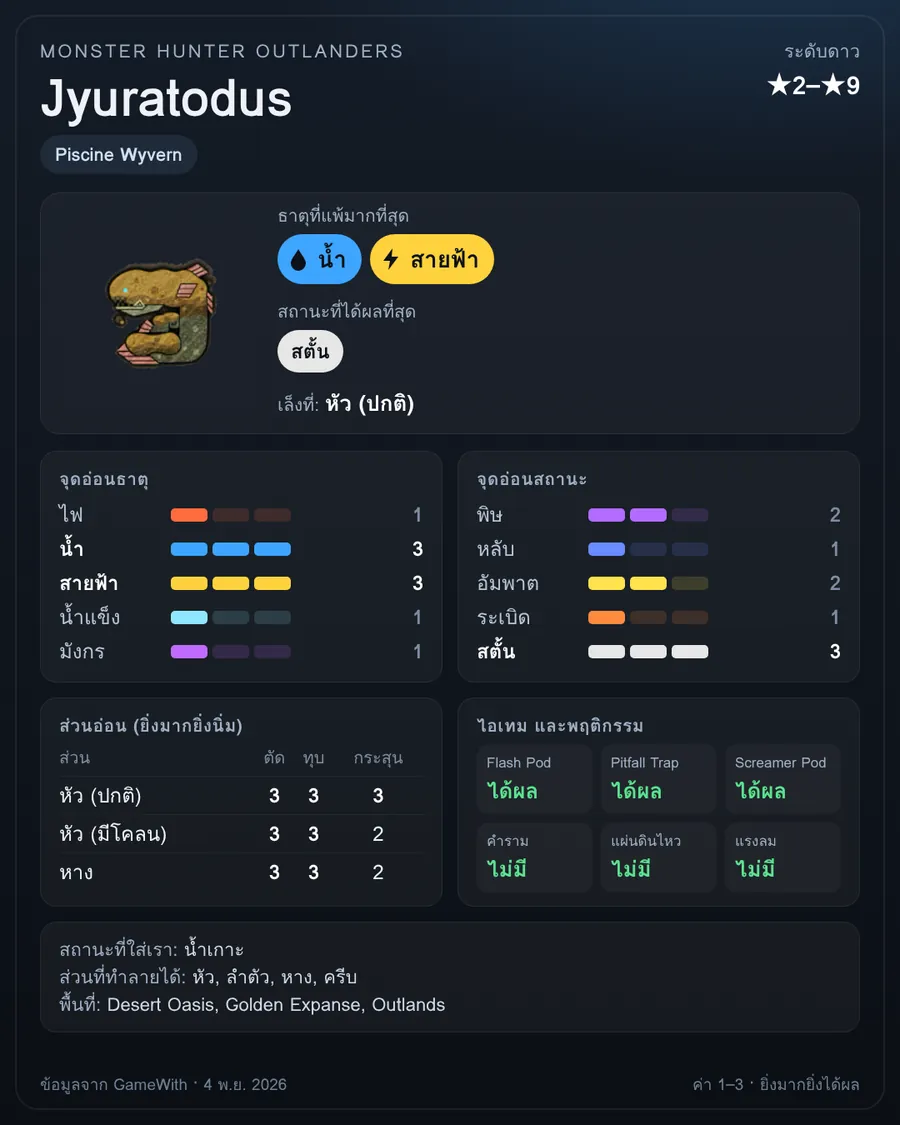 MONSTER HUNTER OUTLANDERS
ระดับดาว
Jyuratodus
★2–★9
Piscine Wyvern
ธาตุที่แพ้มากที่สุด
น้ำ สายฟ้า
สถานะที่ได้ผลที่สุด
สตั้น
เล็งที่: หัว (ปกติ)
จุดอ่อนธาตุ
ไฟ 1
น้ำ 3
สายฟ้า 3
น้ำแข็ง 1
มังกร 1
จุดอ่อนสถานะ
พิษ 2
หลับ 1
อัมพาต 2
ระเบิด 1
สตั้น 3
ส่วนอ่อน (ยิ่งมากยิ่งนิ่ม)
ส่วน ตัด ทุบ กระสุน
หัว (ปกติ) 3 3 3
หัว (มีโคลน) 3 3 2
หาง 3 3 2
ไอเทม และพฤติกรรม
Flash Pod Pitfall Trap Screamer Pod
ได้ผล ได้ผล ได้ผล
คำราม แผ่นดินไหว แรงลม
ไม่มี ไม่มี ไม่มี
สถานะที่ใส่เรา: น้ำเกาะ
ส่วนที่ทำลายได้: หัว, ลำตัว, หาง, ครีบ
พื้นที่: Desert Oasis, Golden Expanse, Outlands
ข้อมูลจาก GameWith · 4 พ.ย. 2026
ค่า 1–3 · ยิ่งมากยิ่งได้ผล